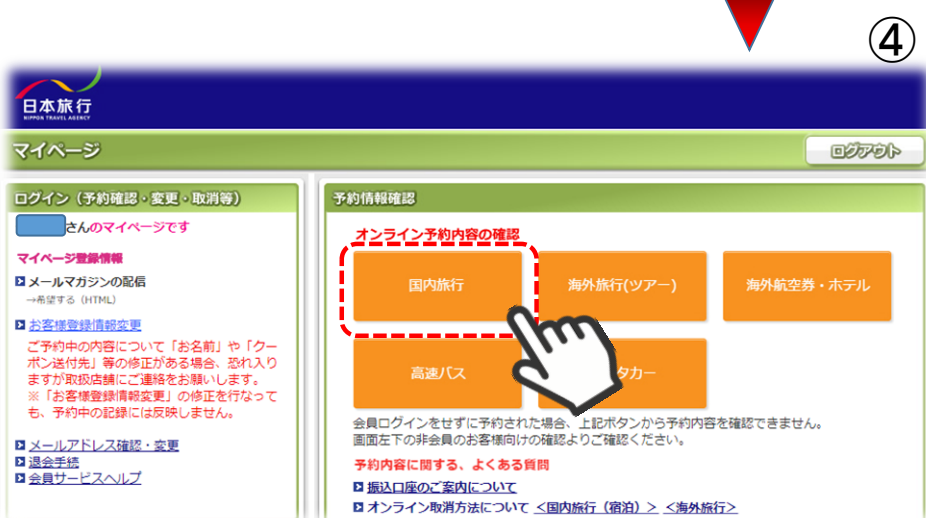 ④
日本旅行
NIPPON TRAVEL AGENCY
マイページ
ログアウト
ログイン（予約確認・変更・取消等）
さんのマイページです
マイページ登録情報
メールマガジンの配信
→希望する（HTML）
お客様登録情報変更
ご予約中の内容について「お名前」や「クー
ポン送付先」等の修正がある場合、恐れ入り
ますが取扱店舗にご連絡をお願いします。
※「お客様登録情報変更」の修正を行なって
も、予約中の記録には反映しません。
メールアドレス確認・変更
退会手続
会員サービスヘルプ
予約情報確認
オンライン予約内容の確認
国内旅行
海外旅行(ツアー)
海外航空券・ホテル
高速バス
タカー
会員ログインをせずに予約された場合、上記ボタンから予約内容を確認できません。
画面左下の非会員のお客様向けの確認よりご確認ください。
予約内容に関する、よくある質問
振込口座のご案内について
オンライン取消方法について <国内旅行（宿泊）> <海外旅行>